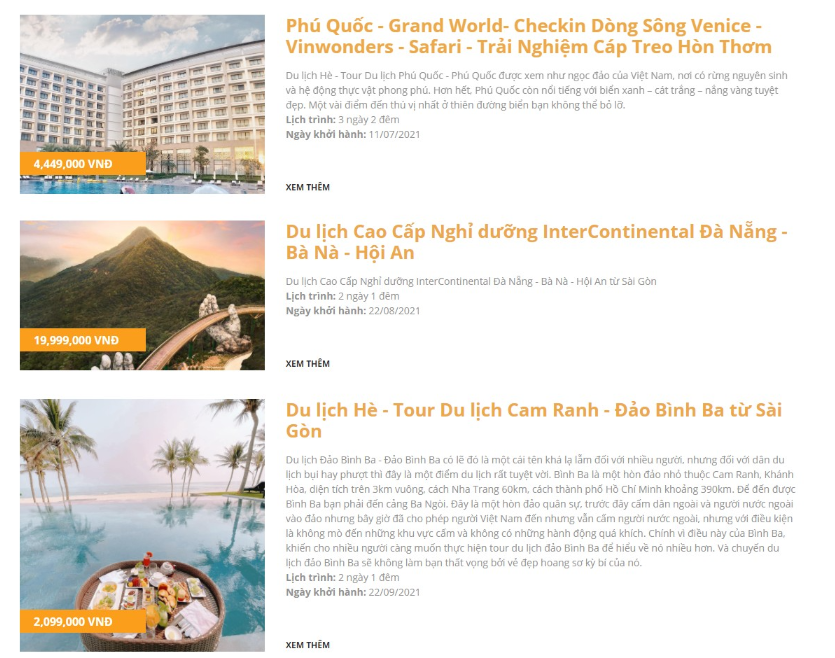 Phú Quốc - Grand World- Checkin Dòng Sông Venice -
Vinwonders - Safari - Trải Nghiệm Cáp Treo Hòn Thơm
Du lịch Hè - Tour Du lịch Phú Quốc - Phú Quốc được xem như ngọc đảo của Việt Nam, nơi có rừng nguyên sinh
và hệ động thực vật phong phú. Hơn hết, Phú Quốc còn nổi tiếng với biển xanh – cát trắng – nắng vàng tuyệt
đẹp. Một vài điểm đến thú vị nhất ở thiên đường biển bạn không thể bỏ lỡ.
Lịch trình: 3 ngày 2 đêm
Ngày khởi hành: 11/07/2021
4,449,000 VNĐ
XEM THÊM
Du lịch Cao Cấp Nghỉ dưỡng InterContinental Đà Nẵng -
Bà Nà - Hội An
Du lịch Cao Cấp Nghỉ dưỡng InterContinental Đà Nẵng - Bà Nà - Hội An từ Sài Gòn
Lịch trình: 2 ngày 1 đêm
Ngày khởi hành: 22/08/2021
19,999,000 VNĐ
XEM THÊM
Du lịch Hè - Tour Du lịch Cam Ranh - Đảo Bình Ba từ Sài
Gòn
Du lịch Đảo Bình Ba - Đảo Bình Ba có lẽ đó là một cái tên khá lạ lẫm đối với nhiều người, nhưng đối với dân du
lịch bụi hay phượt thì đây là một điểm du lịch rất tuyệt vời. Bình Ba là một hòn đảo nhỏ thuộc Cam Ranh, Khánh
Hòa, diện tích trên 3km vuông, cách Nha Trang 60km, cách thành phố Hồ Chí Minh khoảng 390km. Để đến được
Bình Ba bạn phải đến cảng Ba Ngòi. Đây là một hòn đảo quân sự, trước đây cấm dân ngoài và người nước ngoài
vào đảo nhưng bây giờ đã cho phép người Việt Nam đến nhưng vẫn cấm người nước ngoài, nhưng với điều kiện
là không mò đến những khu vực cấm và không có những hành động quá khích. Chính vì điều này của Bình Ba,
khiến cho nhiều người càng muốn thực hiện tour du lịch đảo Bình Ba để hiểu về nó nhiều hơn. Và chuyến du
lịch đảo Bình Ba sẽ không làm bạn thất vọng bởi vẻ đẹp hoang sơ kỳ bí của nó.
Lịch trình: 2 ngày 1 đêm
Ngày khởi hành: 22/09/2021
2,099,000 VNĐ
XEM THÊM